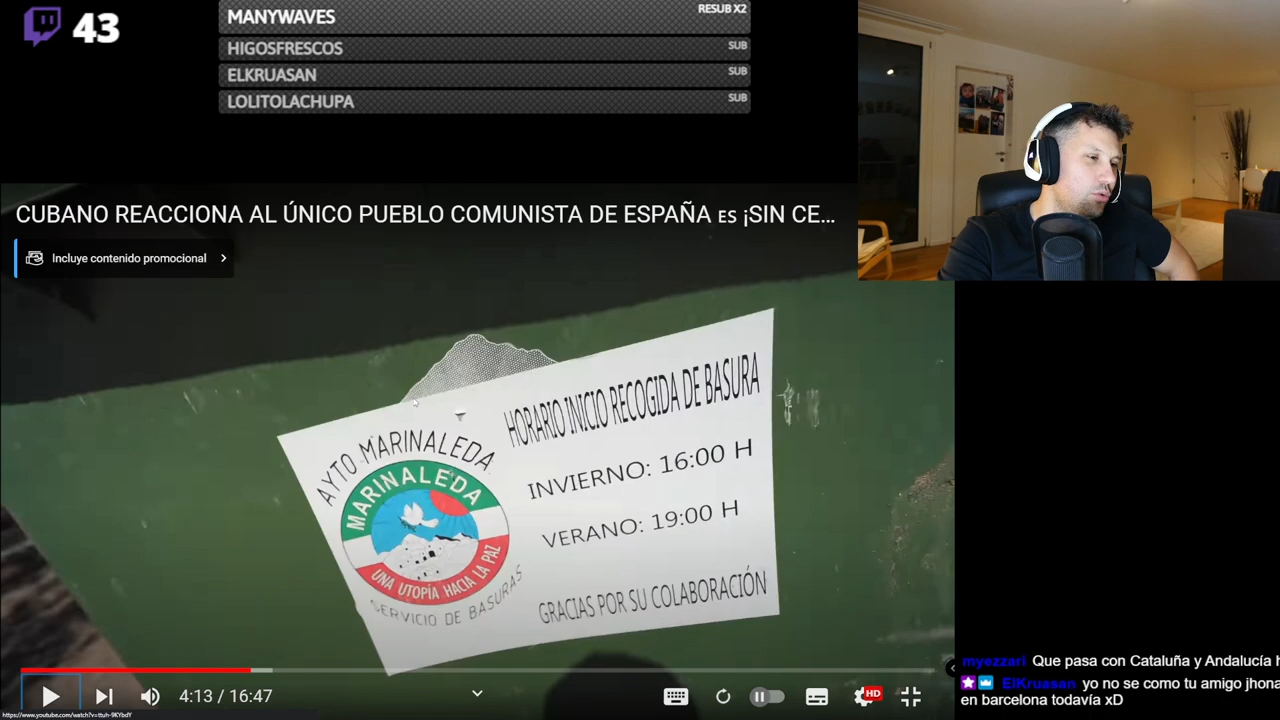 43
MANYWAVES
RESUB X2
HIGOSFRESCOS
SUB
ELKRUASAN
SUB
LOLITOLACHUPA
SUB
CUBANO REACCIONA AL ÚNICO PUEBLO COMUNISTA DE ESPAÑA ES ¡SIN CE...
Incluye contenido promocional
AYTO MARINALEDA
MARINALEDA
UNA UTOPÍA HACIA LA PAZ
SERVICIO DE BASURAS
HORARIO INICIO RECOGIDA DE BASURA
INVIERNO: 16:00 H
VERANO: 19:00 H
GRACIAS POR SU COLABORACIÓN
myezzari Que pasa con Cataluña y Andalucía h
ElKruasan yo no se como tu amigo jhona
en barcelona todavía xD
4:13 / 16:47
HD